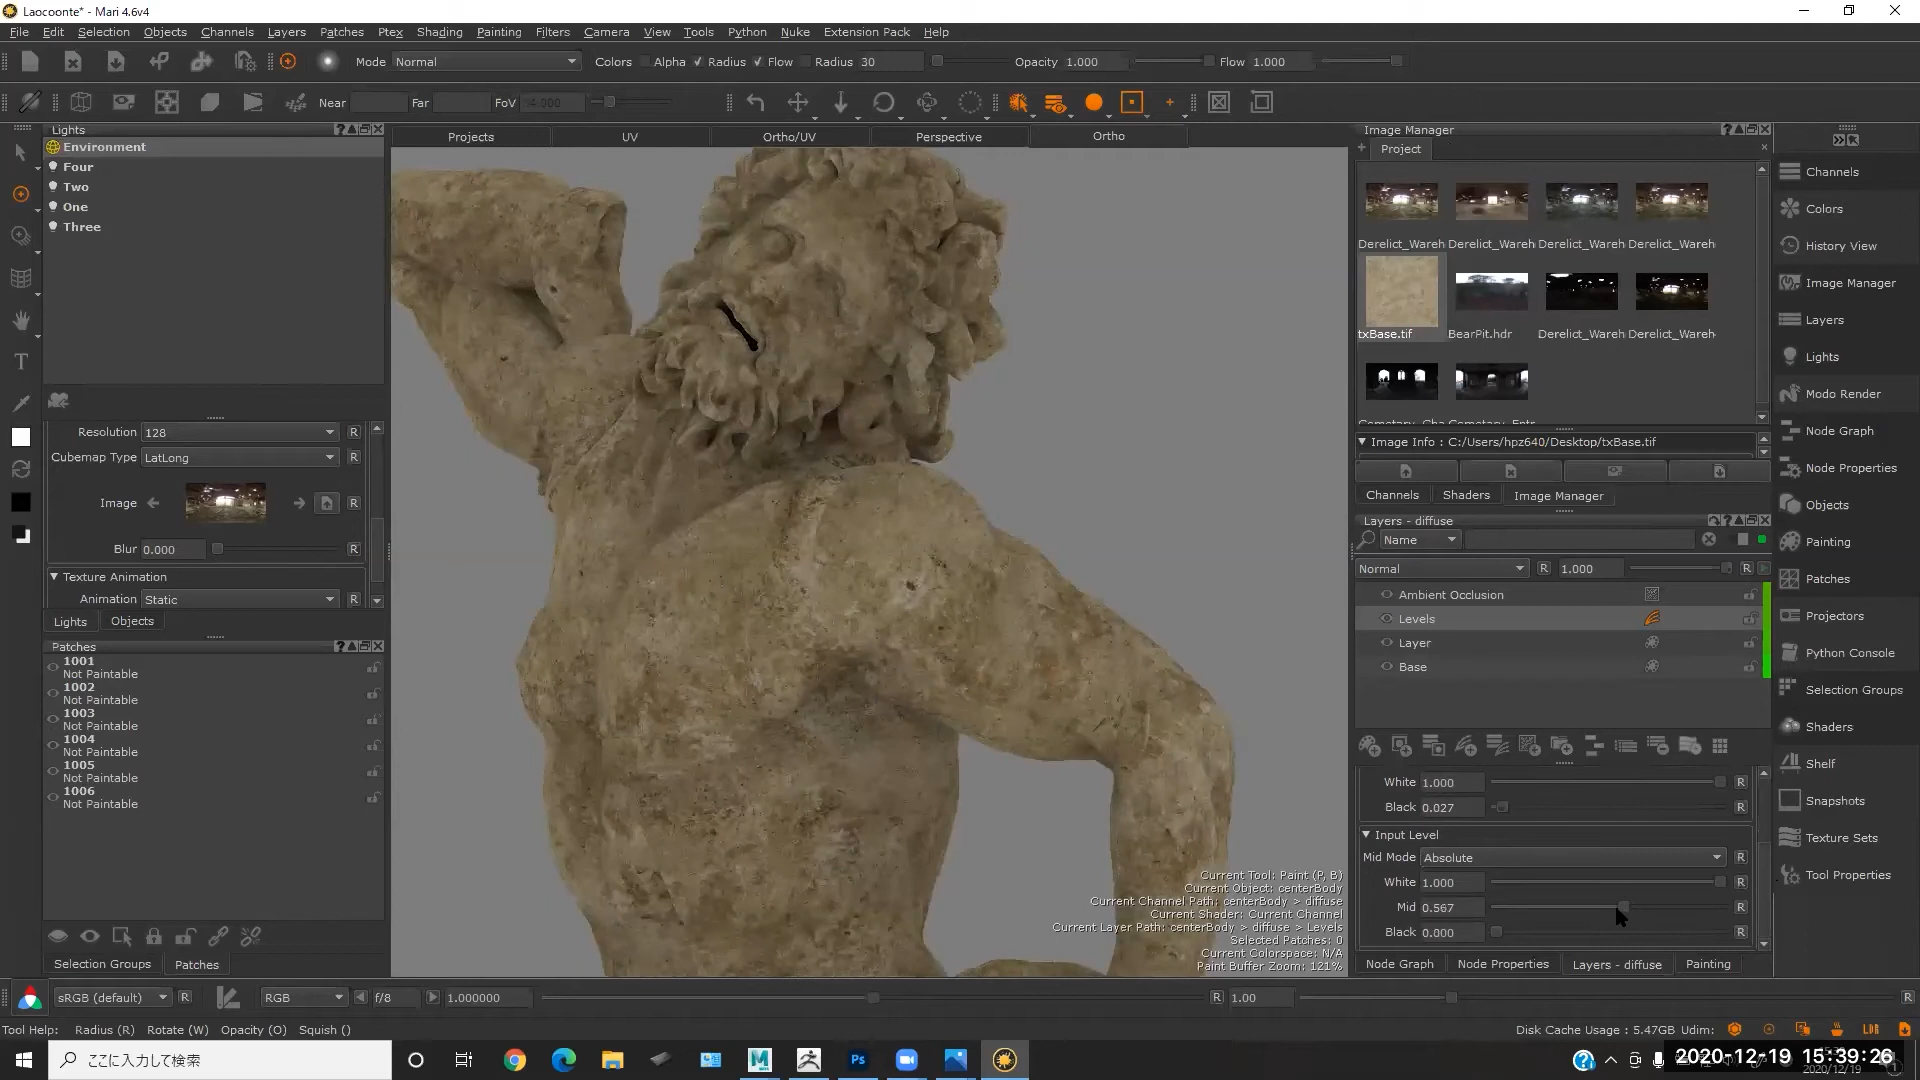 Laocoonte* - Mari 4.6v4
File Edit Selection Objects Channels Layers Patches Ptex Shading Painting Filters Camera View Tools Python Nuke Extension Pack Help
Mode Normal Colors Alpha Radius Flow Radius 30 Opacity 1.000 Flow 1.000
Near Far FoV
Lights
Environment
Four
Two
One
Three
Resolution 128 R
Cubemap Type LatLong R
Image R
Blur 0.000 R
Texture Animation
Animation Static R
Lights Objects
Patches
1001
Not Paintable
1002
Not Paintable
1003
Not Paintable
1004
Not Paintable
1005
Not Paintable
1006
Not Paintable
Selection Groups Patches
Projects UV Ortho/UV Perspective Ortho
Current Tool: Paint (P, B)
Current Object: centerBody
Current Channel Path: centerBody > diffuse
Current Shader: Current Channel
Current Layer Path: centerBody > diffuse > Levels
Selected Patches: 0
Current Colorspace: N/A
Paint Buffer Zoom: 121%
Image Manager
Project
Derelict_Wareh Derelict_Wareh Derelict_Wareh Derelict_Wareh
txBase.tif BearPit.hdr Derelict_Wareh Derelict_Wareh
Image Info : C:/Users/hpz640/Desktop/txBase.tif
Channels Shaders Image Manager
Layers - diffuse
Name
Normal R 1.000 R
Ambient Occlusion
Levels
Layer
Base
White 1.000 R
Black 0.027 R
Input Level
Mid Mode Absolute R
White 1.000 R
Mid 0.567 R
Black 0.000 R
Node Graph Node Properties Layers - diffuse Painting
Channels
Colors
History View
Image Manager
Layers
Lights
Modo Render
Node Graph
Node Properties
Objects
Painting
Patches
Projectors
Python Console
Selection Groups
Shaders
Shelf
Snapshots
Texture Sets
Tool Properties
sRGB (default) R RGB f/8 1.000000 R 1.00 R
Tool Help: Radius (R) Rotate (W) Opacity (O) Squish () Disk Cache Usage : 5.47GB Udim: LDR
ここに入力して検索
2020-12-19 15:39:26
2020/12/19